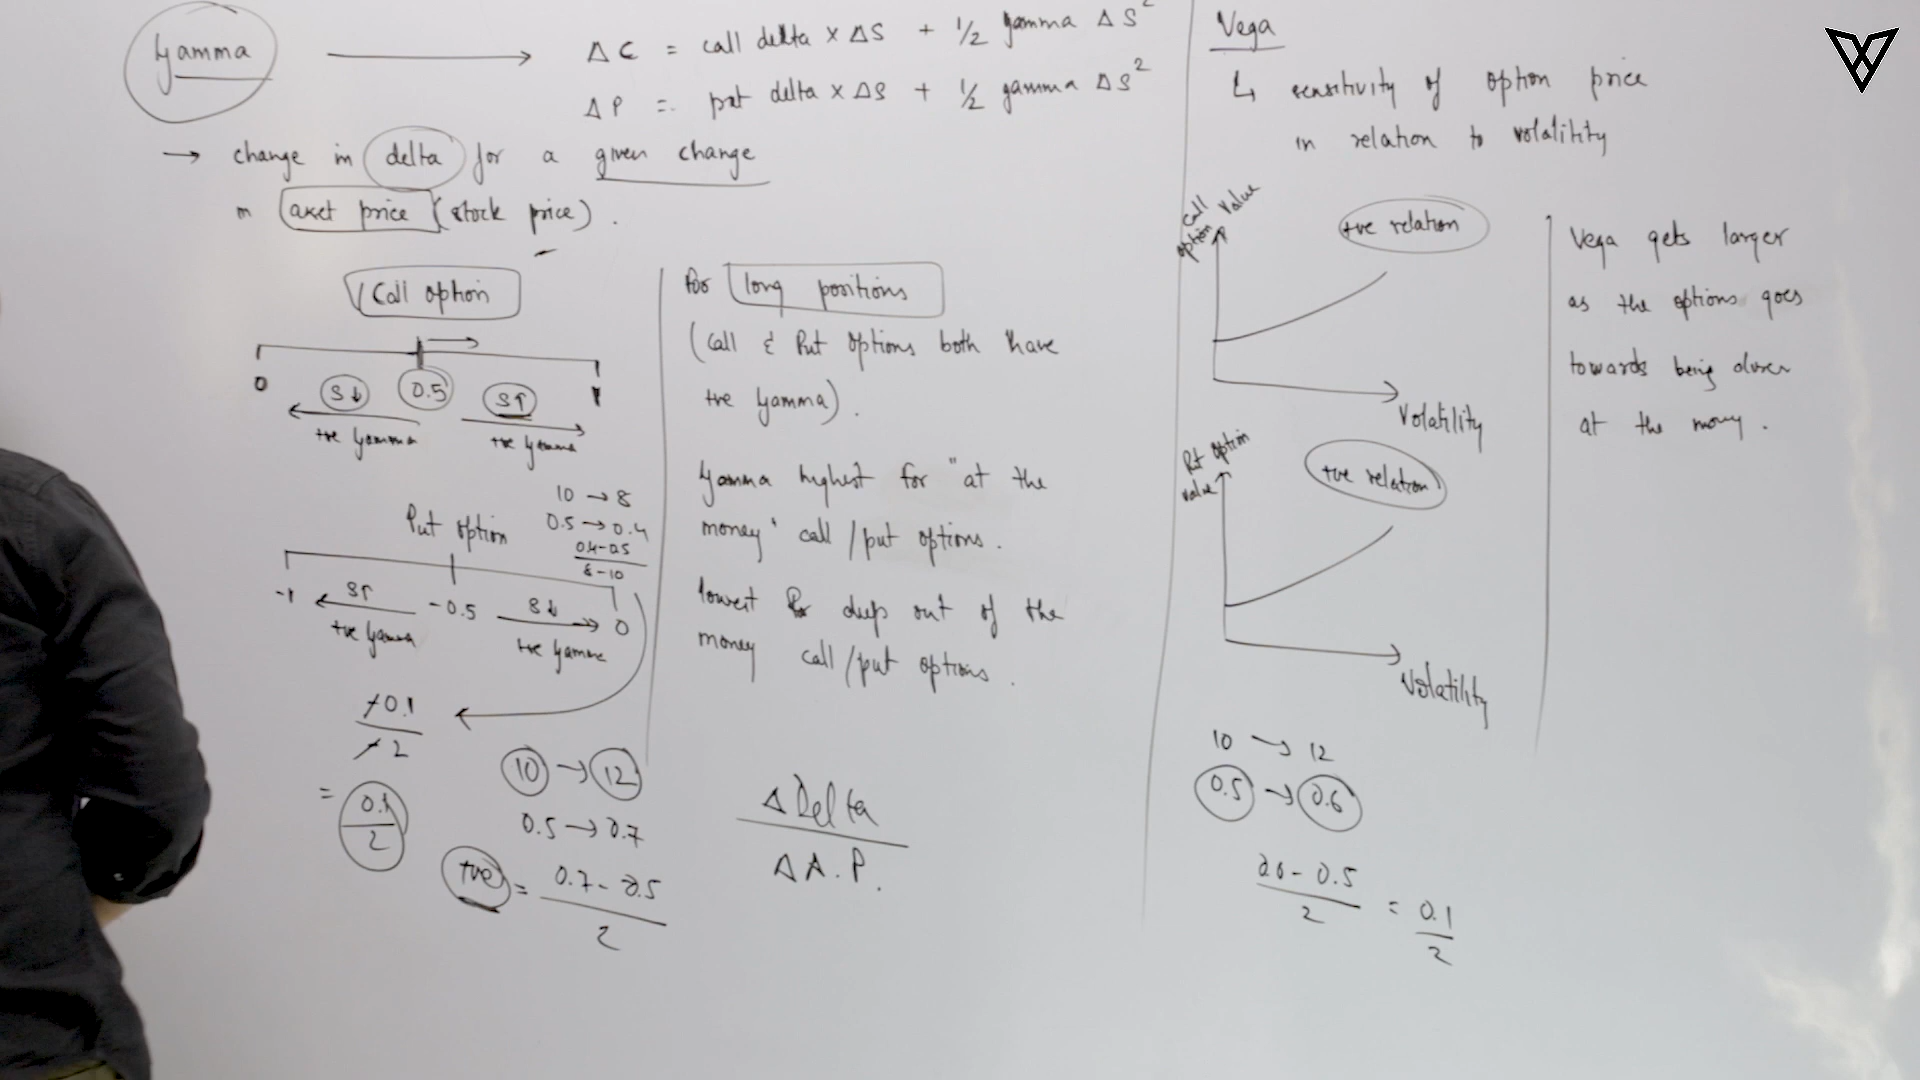 Gamma
ΔC = call delta x ΔS + 1/2 gamma ΔS²
ΔP = put delta x ΔS + 1/2 gamma ΔS²
→ change in delta for a given change
in asset price (stock price).
Call option
0 0.5 1
S↓ S↑
+ve Gamma +ve Gamma
Put option
10 → 8
0.5 → 0.4
0.4-0.5
8-10
-1 -0.5 0
S↑ S↓
+ve Gamma +ve Gamma
-0.1
-2
= 0.1
2
10 → 12
0.5 → 0.7
+ve = 0.7 - 0.5
2
For long positions
(Call & Put options both have
+ve Gamma).
Gamma highest for "at the
money" call / put options.
lowest for deep out of the
money call / put options.
Δ Delta
Δ A.P.
Vega
↳ sensitivity of option price
in relation to volatility
Call option value
+ve relation
Volatility
Put option value
+ve relation
Volatility
10 → 12
0.5 → 0.6
0.6 - 0.5
2
= 0.1
2
Vega gets larger
as the options goes
towards being closer
at the money.